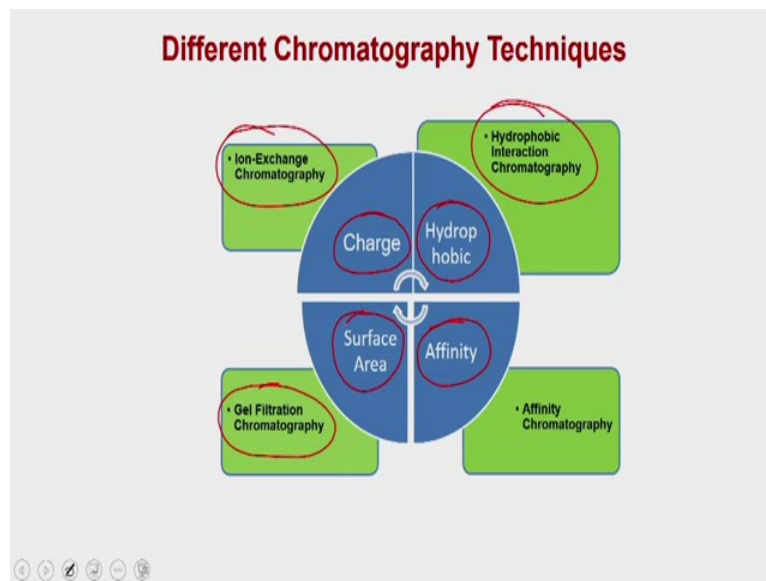 Different Chromatography Techniques
• Ion-Exchange
Chromatography
• Hydrophobic
Interaction
Chromatography
Charge
Hydrop
hobic
Surface
Area
Affinity
• Gel Filtration
Chromatography
• Affinity
Chromatography